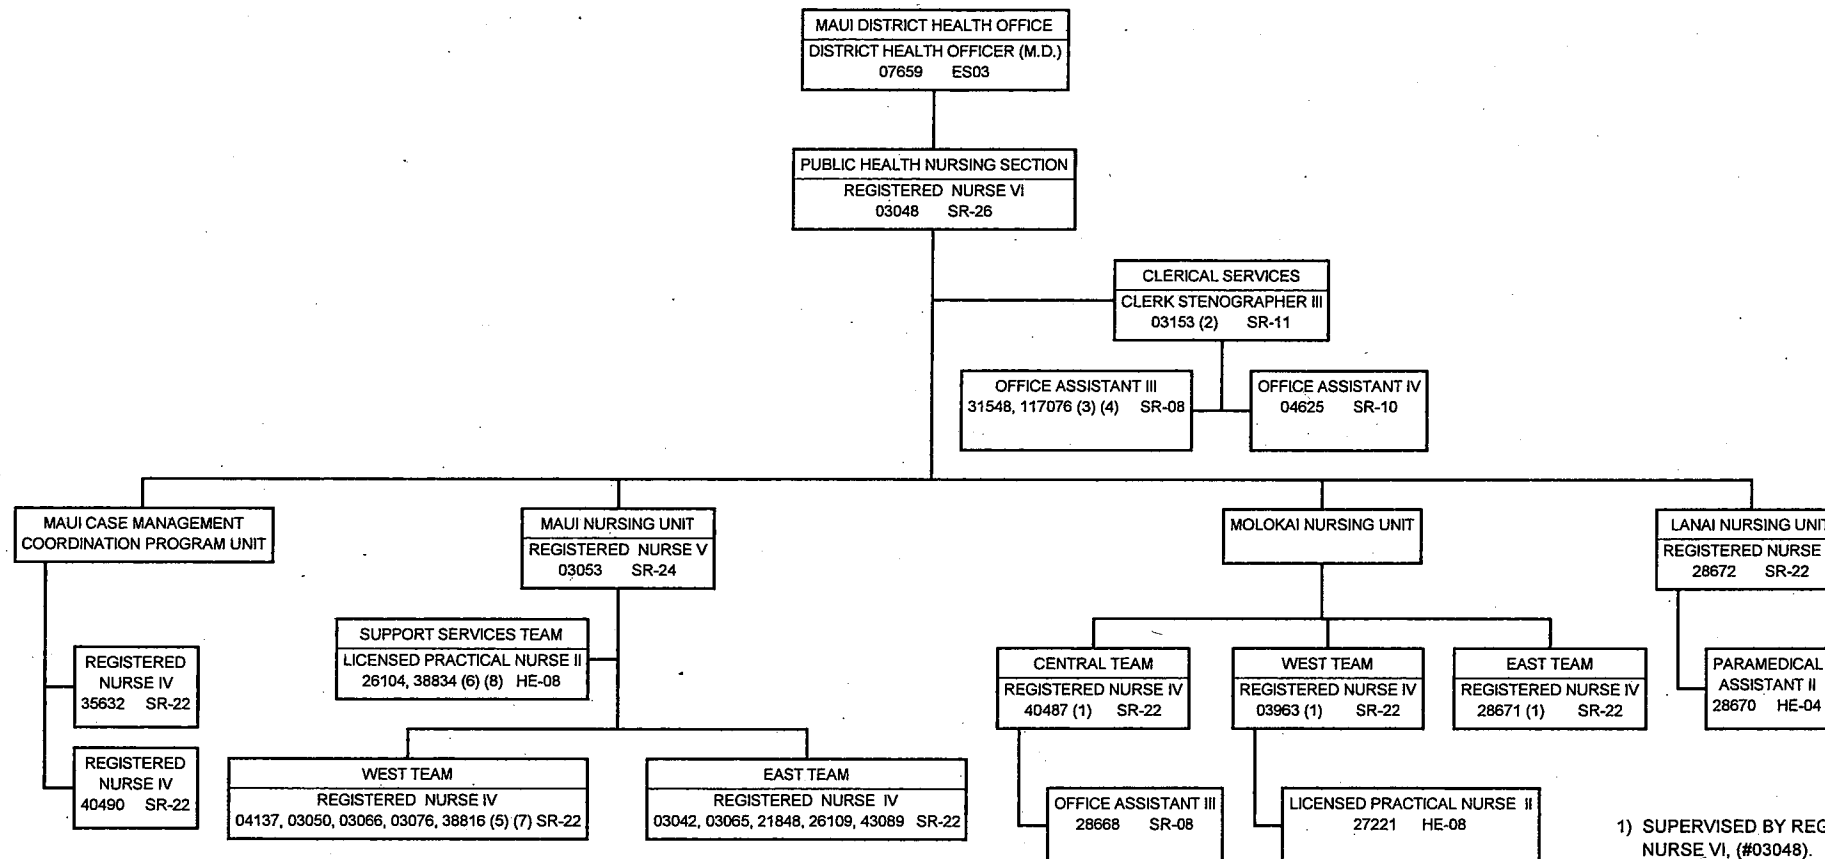 MAUI DISTRICT HEALTH OFFICE
DISTRICT HEALTH OFFICER (M.D.)
07659 ES03
PUBLIC HEALTH NURSING SECTION
REGISTERED NURSE VI
03048 SR-26
CLERICAL SERVICES
CLERK STENOGRAPHER III
03153 (2) SR-11
OFFICE ASSISTANT III
31548, 117076 (3) (4) SR-08
OFFICE ASSISTANT IV
04625 SR-10
MAUI CASE MANAGEMENT
COORDINATION PROGRAM UNIT
REGISTERED
NURSE IV
35632 SR-22
REGISTERED
NURSE IV
40490 SR-22
MAUI NURSING UNIT
REGISTERED NURSE V
03053 SR-24
SUPPORT SERVICES TEAM
LICENSED PRACTICAL NURSE II
26104, 38834 (6) (8) HE-08
WEST TEAM
REGISTERED NURSE IV
04137, 03050, 03066, 03076, 38816 (5) (7) SR-22
EAST TEAM
REGISTERED NURSE IV
03042, 03065, 21848, 26109, 43089 SR-22
MOLOKAI NURSING UNIT
CENTRAL TEAM
REGISTERED NURSE IV
40487 (1) SR-22
OFFICE ASSISTANT III
28668 SR-08
WEST TEAM
REGISTERED NURSE IV
03963 (1) SR-22
LICENSED PRACTICAL NURSE II
27221 HE-08
EAST TEAM
REGISTERED NURSE IV
28671 (1) SR-22
LANAI NURSING UNIT
REGISTERED NURSE
28672 SR-22
PARAMEDICAL
ASSISTANT II
28670 HE-04
1) SUPERVISED BY REG
NURSE VI, (#03048).